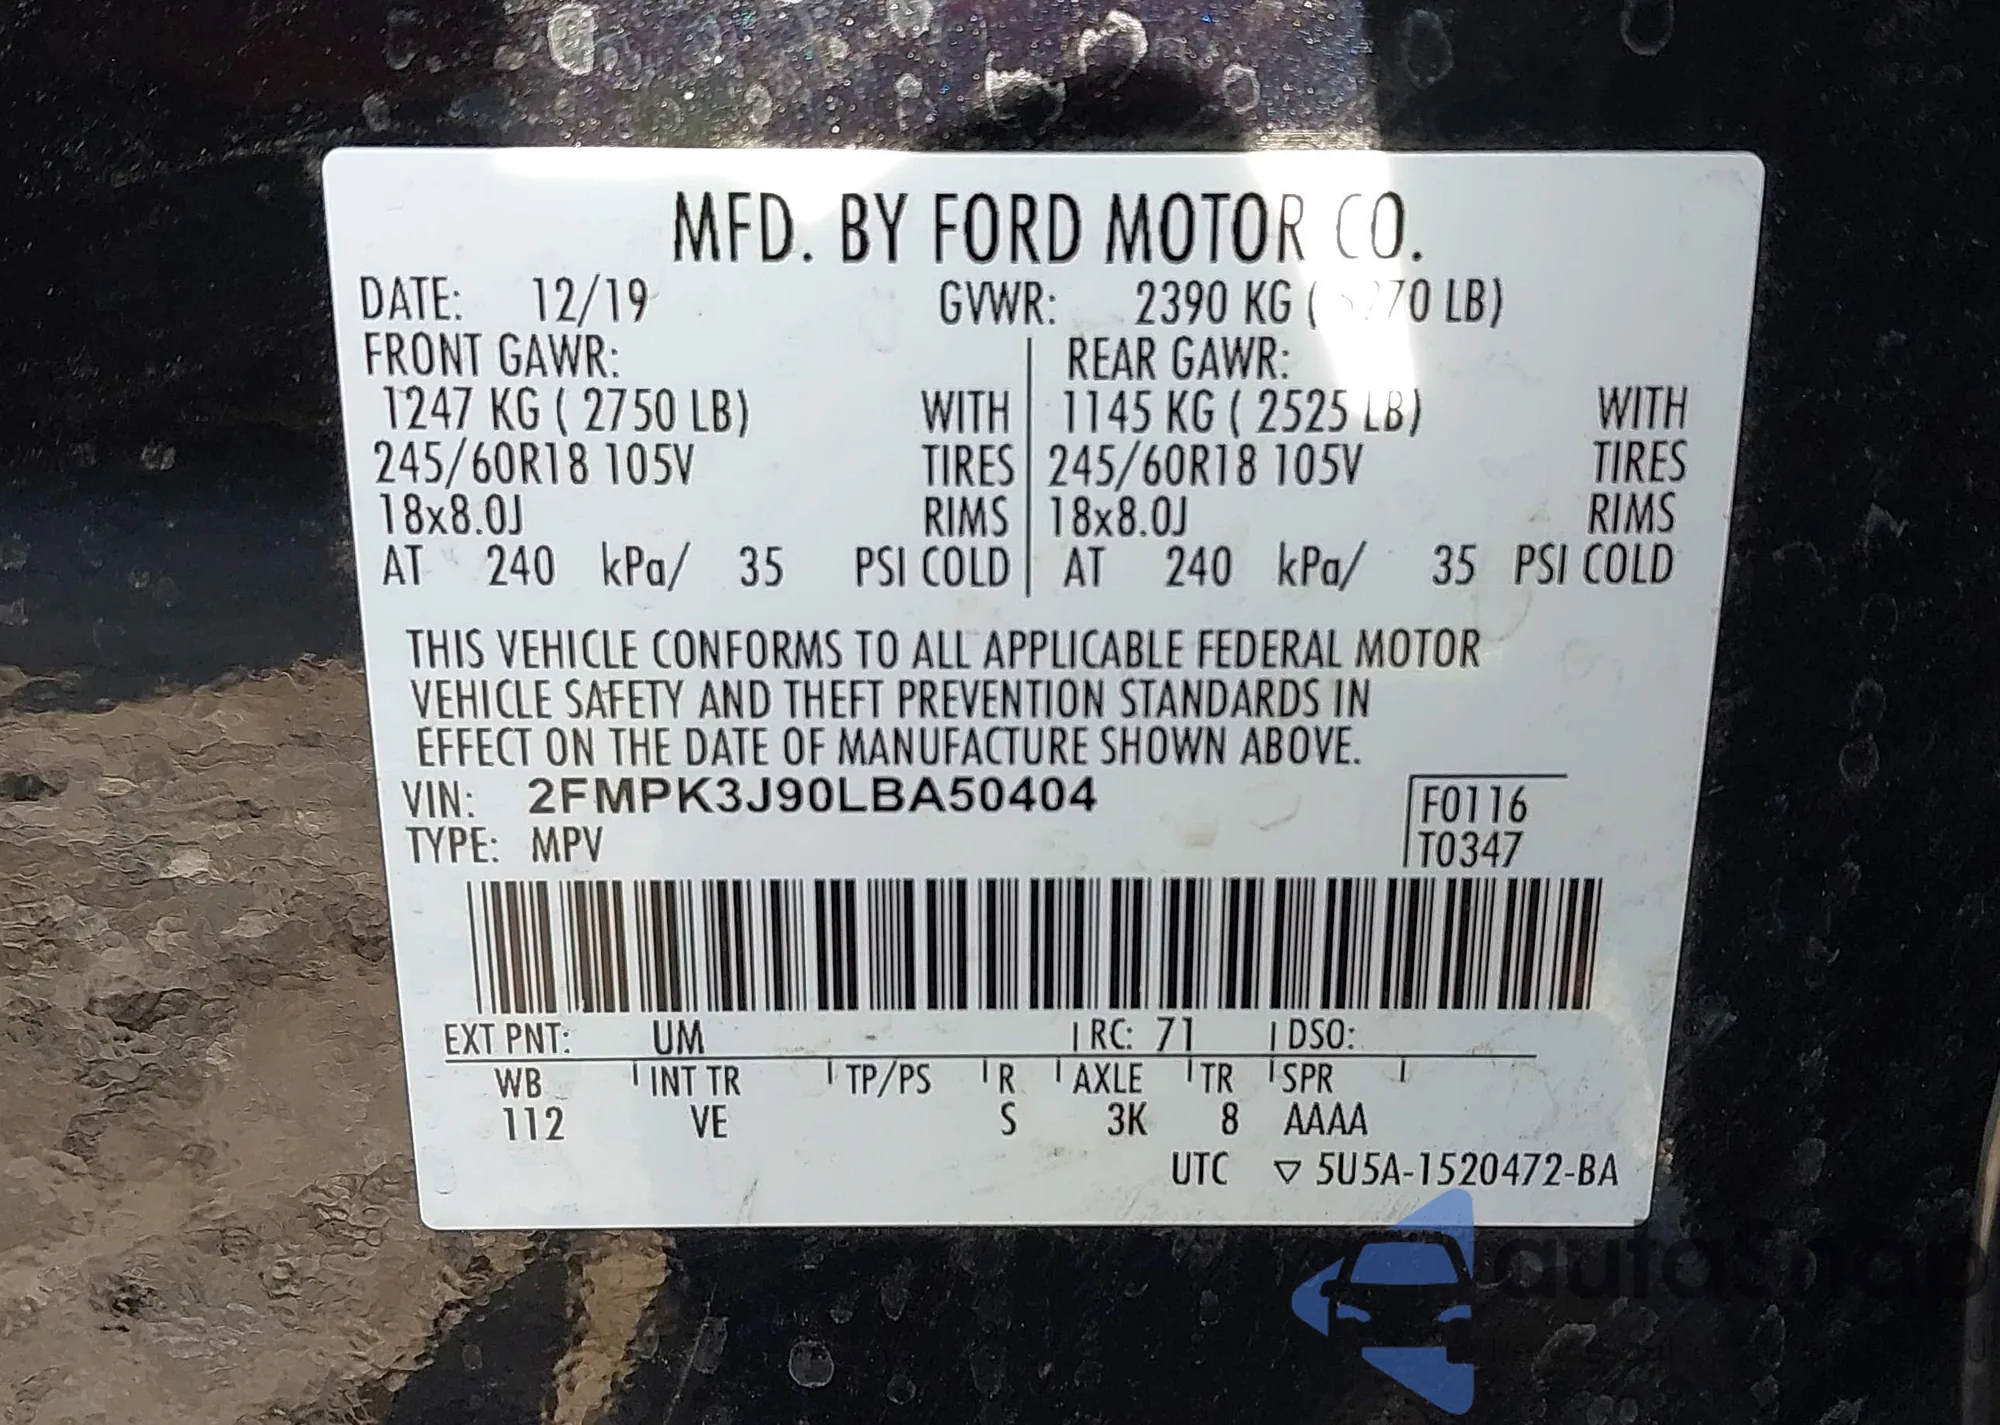 MFD. BY FORD MOTOR CO.
DATE: 12/19 GVWR: 2390 KG ( 5270 LB)
FRONT GAWR: REAR GAWR:
1247 KG ( 2750 LB) WITH 1145 KG ( 2525 LB) WITH
245/60R18 105V TIRES 245/60R18 105V TIRES
18x8.0J RIMS 18x8.0J RIMS
AT 240 kPa/ 35 PSI COLD AT 240 kPa/ 35 PSI COLD
THIS VEHICLE CONFORMS TO ALL APPLICABLE FEDERAL MOTOR
VEHICLE SAFETY AND THEFT PREVENTION STANDARDS IN
EFFECT ON THE DATE OF MANUFACTURE SHOWN ABOVE.
VIN: 2FMPK3J90LBA50404 F0116
TYPE: MPV T0347
EXT PNT: UM RC: 71 DSO:
WB INT TR TP/PS R AXLE TR SPR
112 VE S 3K 8 AAAA
UTC ▽ 5U5A-1520472-BA
autoSnap